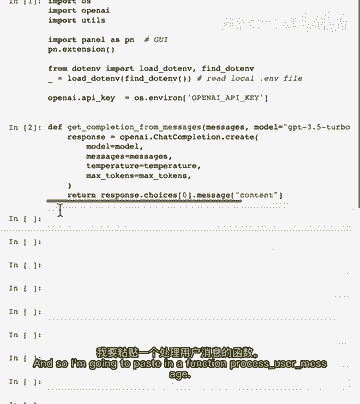 In [1]: import os
import openai
import utils
import panel as pn  # GUI
pn.extension()
from dotenv import load_dotenv, find_dotenv
_ = load_dotenv(find_dotenv()) # read local .env file
openai.api_key  = os.environ['OPENAI_API_KEY']
In [2]: def get_completion_from_messages(messages, model="gpt-3.5-turbo
response = openai.ChatCompletion.create(
model=model,
messages=messages,
temperature=temperature,
max_tokens=max_tokens,
)
return response.choices[0].message["content"]
In [ ]:
In [ ]:
In [ ]:
In [ ]:
In [ ]:
In [ ]:
In [ ]:
In [ ]:
我要粘贴一个处理用户消息的函数。
And so I'm going to paste in a function process_user_mess
age.